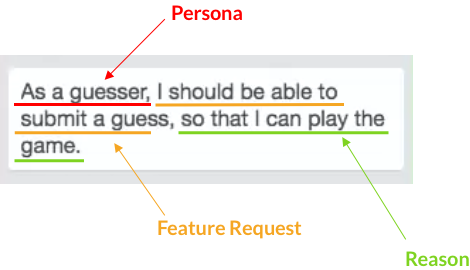 Persona
As a guesser, I should be able to
submit a guess, so that I can play the
game.
Feature Request
Reason